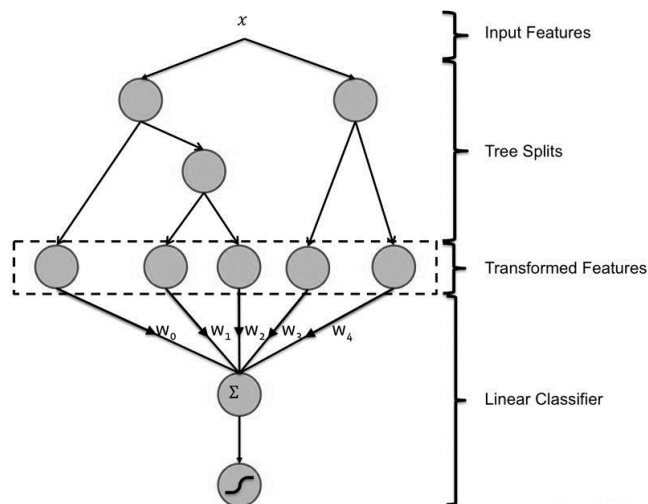 x
Input Features
Tree Splits
Transformed Features
W₀ W₁ W₂ W₃ W₄
Σ
Linear Classifier